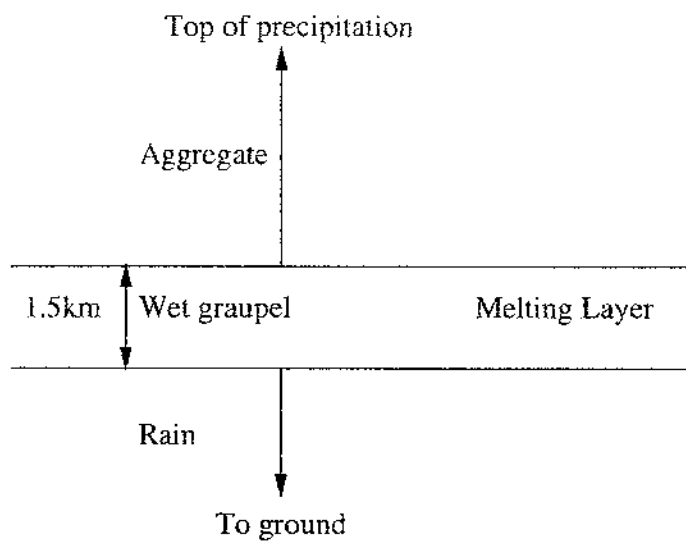 Top of precipitation
Aggregate
1.5km Wet graupel Melting Layer
Rain
To ground